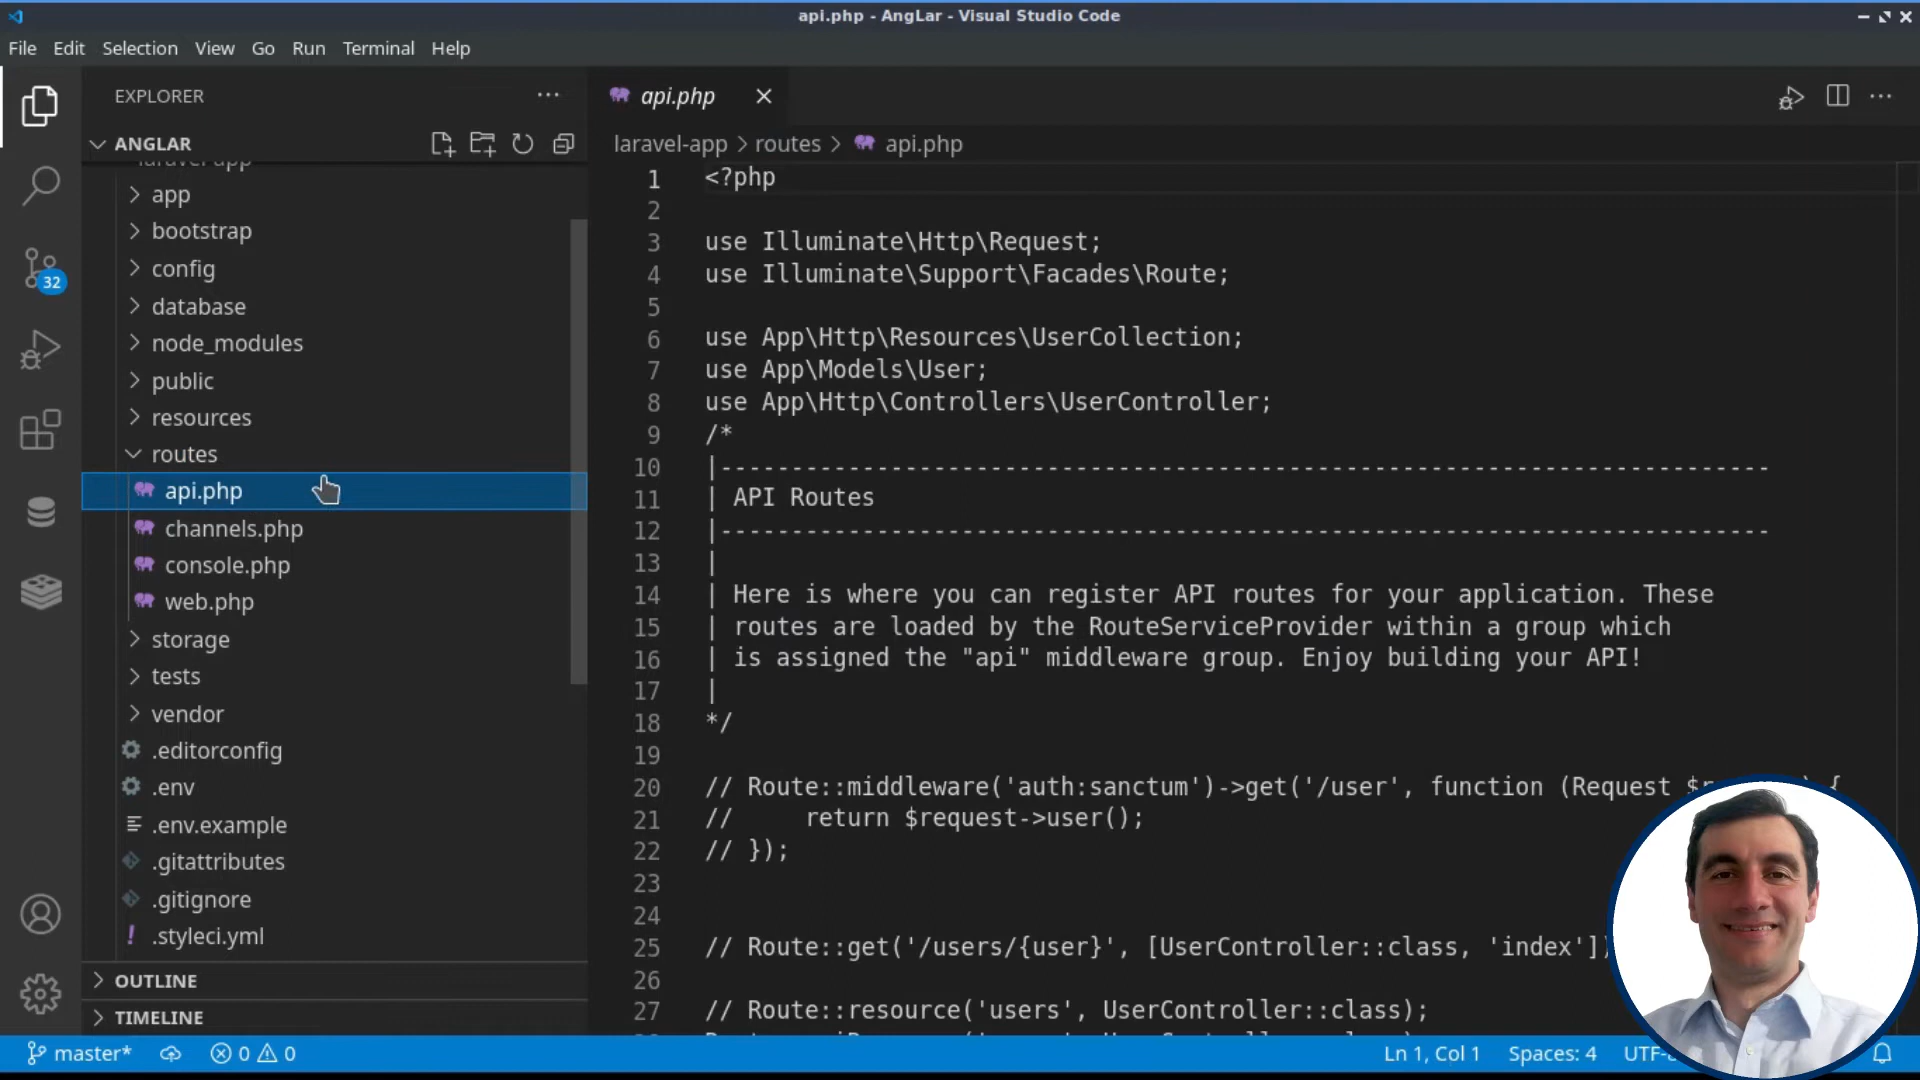 api.php - AngLar - Visual Studio Code
File Edit Selection View Go Run Terminal Help
EXPLORER
api.php
ANGLAR
laravel-app > routes > api.php
laravel-app
app
bootstrap
config
database
node_modules
public
resources
routes
api.php
channels.php
console.php
web.php
storage
tests
vendor
.editorconfig
.env
.env.example
.gitattributes
.gitignore
.styleci.yml
OUTLINE
TIMELINE
32
1 <?php
2
3 use Illuminate\Http\Request;
4 use Illuminate\Support\Facades\Route;
5
6 use App\Http\Resources\UserCollection;
7 use App\Models\User;
8 use App\Http\Controllers\UserController;
9 /*
10 |--------------------------------------------------------------------------
11 | API Routes
12 |--------------------------------------------------------------------------
13 |
14 | Here is where you can register API routes for your application. These
15 | routes are loaded by the RouteServiceProvider within a group which
16 | is assigned the "api" middleware group. Enjoy building your API!
17 |
18 */
19
20 // Route::middleware('auth:sanctum')->get('/user', function (Request {
21 //     return $request->user();
22 // });
23
24
25 // Route::get('/users/{user}', [UserController::class, 'index'])
26
27 // Route::resource('users', UserController::class);
master* 0 0
Ln 1, Col 1 Spaces: 4